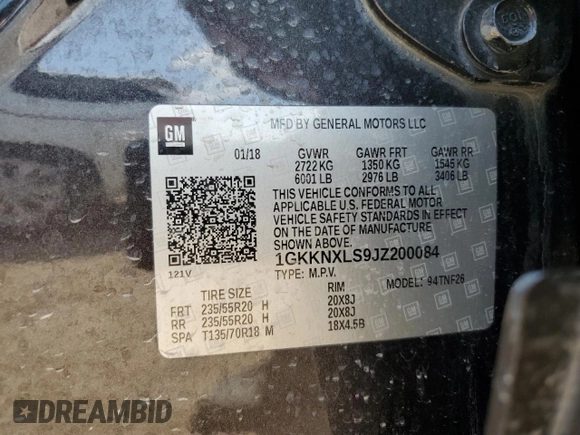 GM
MFD BY GENERAL MOTORS LLC
01/18 GVWR GAWR FRT GAWR RR
2722 KG 1350 KG 1545 KG
6001 LB 2976 LB 3406 LB
THIS VEHICLE CONFORMS TO ALL
APPLICABLE U.S. FEDERAL MOTOR
VEHICLE SAFETY STANDARDS IN EFFECT
ON THE DATE OF MANUFACTURE
SHOWN ABOVE.
1GKKNXLS9JZ200084
121V TYPE: M.P.V. MODEL: 94TNF26
TIRE SIZE RIM
FRT 235/55R20 H 20X8J
RR 235/55R20 H 20X8J
SPA T135/70R18 M 18X4.5B
DREAMBID